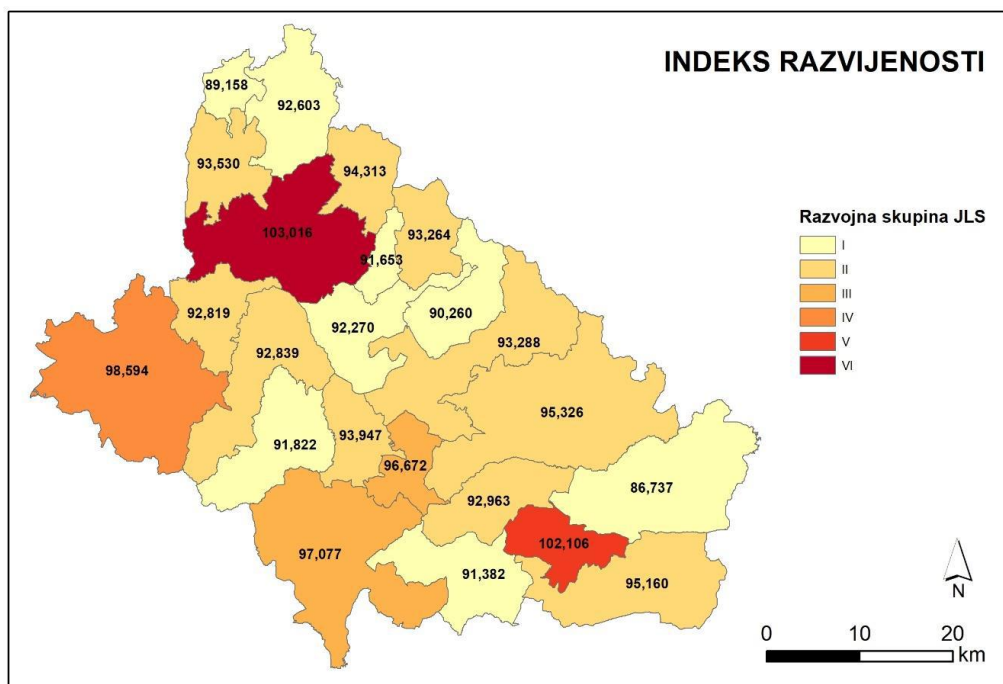 INDEKS RAZVIJENOSTI
89,158
92,603
93,530
94,313
103,016
93,264
91,653
92,819
92,270
90,260
92,839
93,288
98,594
95,326
91,822
93,947
96,672
86,737
92,963
97,077
102,106
91,382
95,160
Razvojna skupina JLS
I
II
III
IV
V
VI
N
0 10 20
km